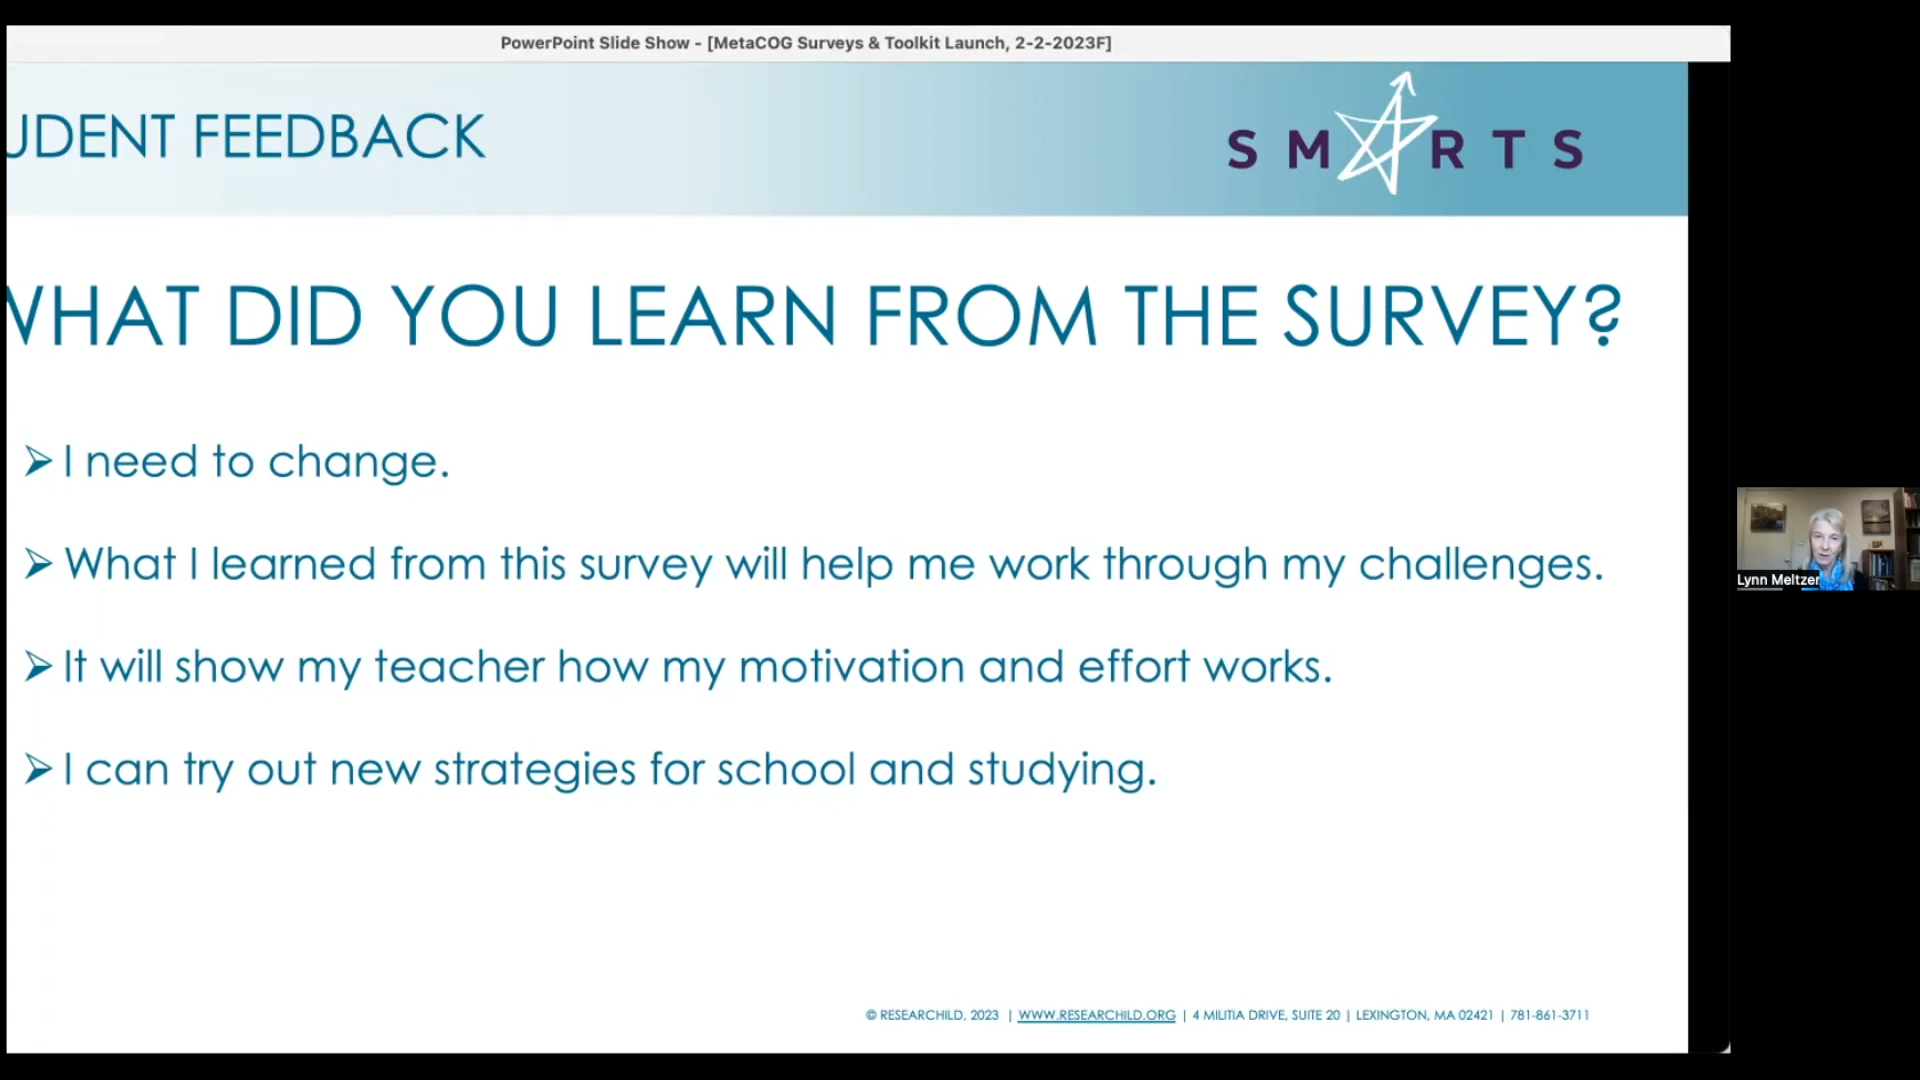 PowerPoint Slide Show - [MetaCOG Surveys & Toolkit Launch, 2-2-2023F]
UDENT FEEDBACK
SMARTS
WHAT DID YOU LEARN FROM THE SURVEY?
➢ I need to change.
➢ What I learned from this survey will help me work through my challenges.
➢ It will show my teacher how my motivation and effort works.
➢ I can try out new strategies for school and studying.
Lynn Meltzer
© RESEARCHILD, 2023 | WWW.RESEARCHILD.ORG | 4 MILITIA DRIVE, SUITE 20 | LEXINGTON, MA 02421 | 781-861-3711